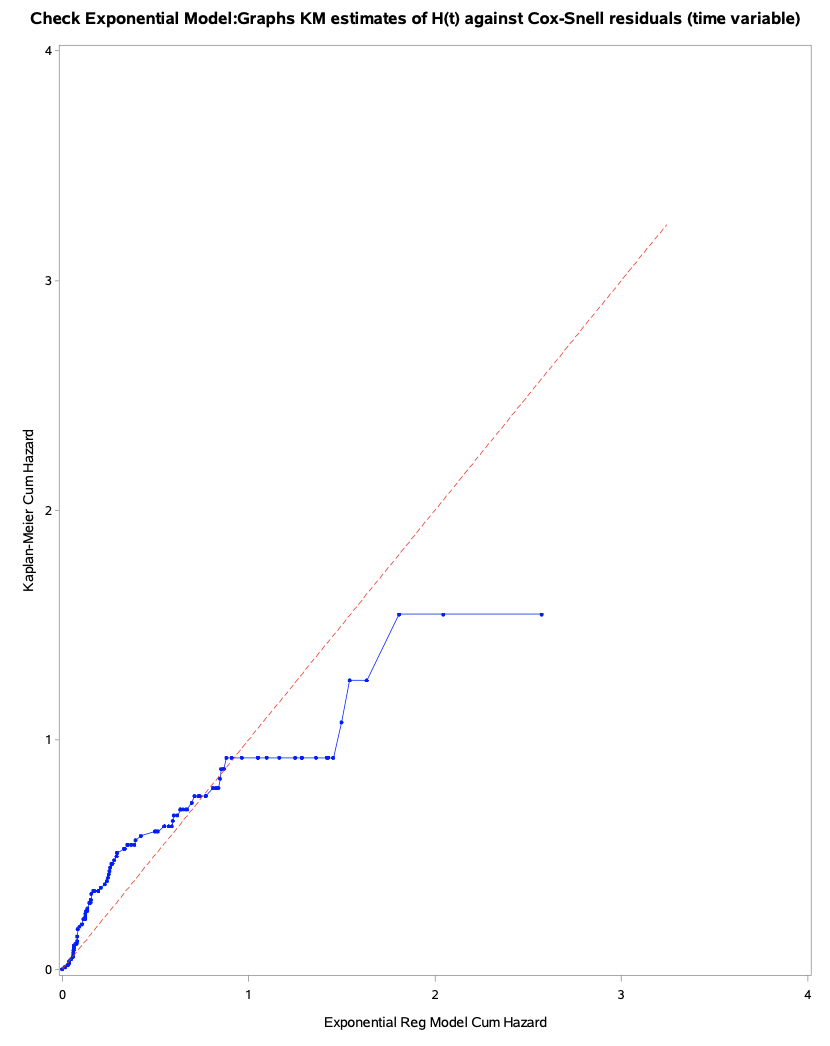 Check Exponential Model:Graphs KM estimates of H(t) against Cox-Snell residuals (time variable)
4
3
2
1
0
Kaplan-Meier Cum Hazard
0 1 2 3 4
Exponential Reg Model Cum Hazard